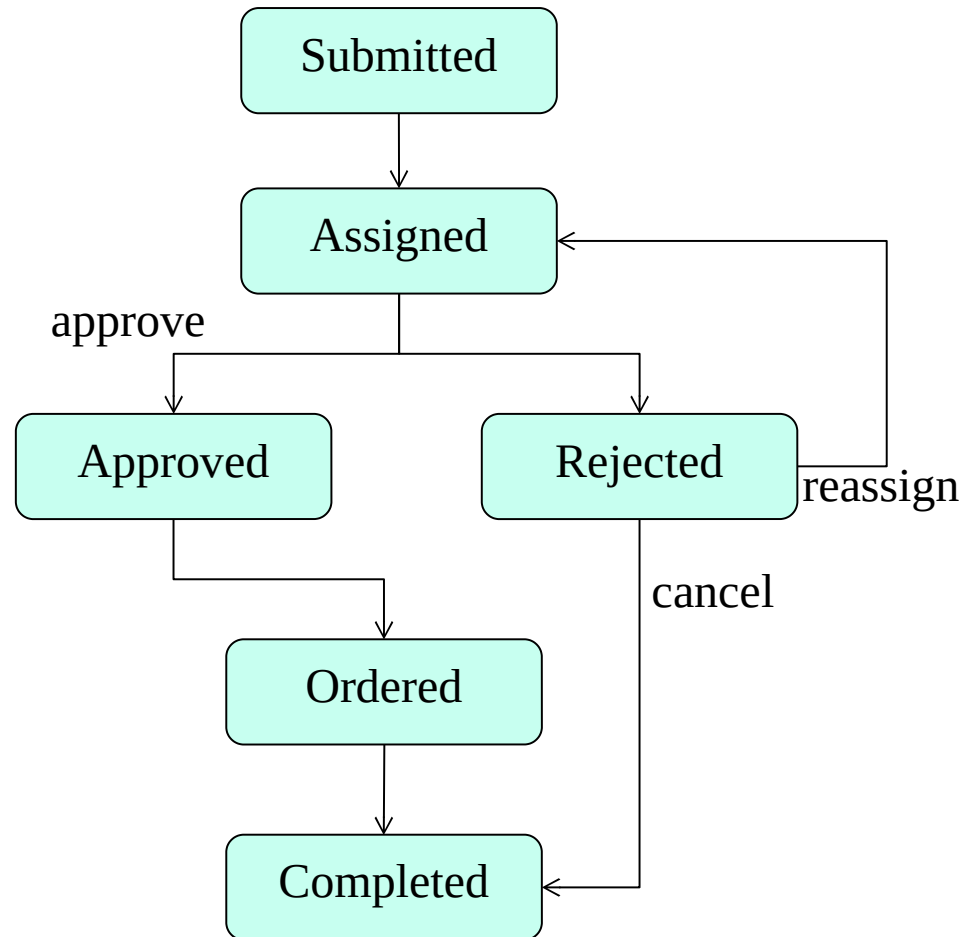 Submitted
Assigned
approve
Approved
Rejected
reassign
cancel
Ordered
Completed